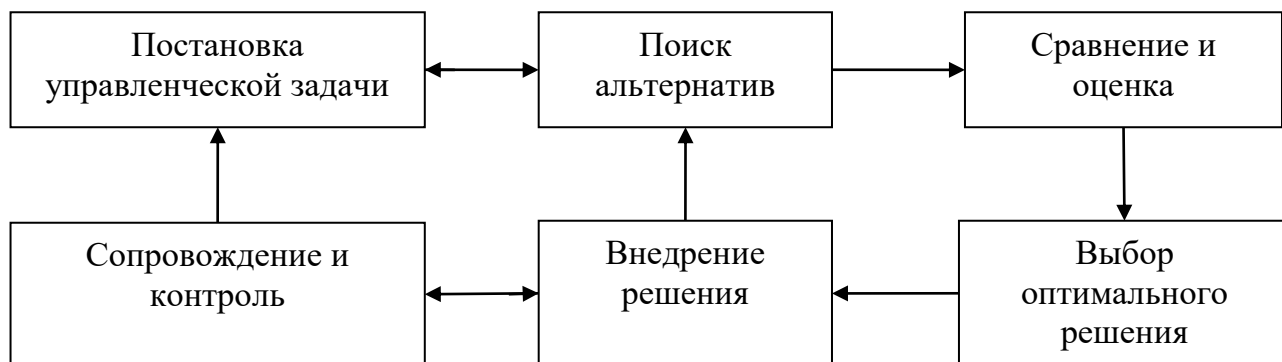 Постановка
управленческой задачи
Поиск
альтернатив
Сравнение и
оценка
Сопровождение и
контроль
Внедрение
решения
Выбор
оптимального
решения